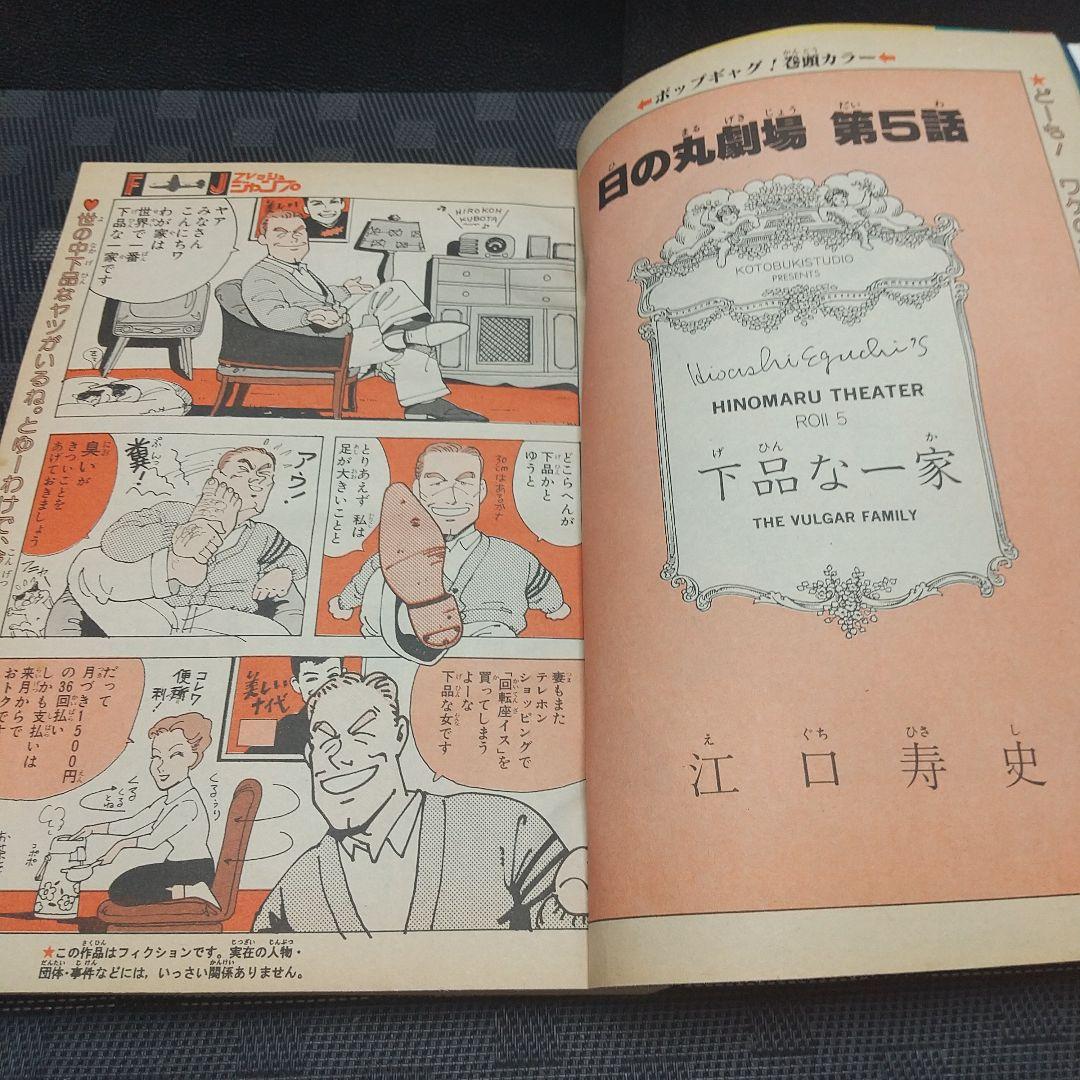 ←ポップギャグ！巻頭カラー←
日の丸劇場 第5話
KOTOBUKISTUDIO
PRESENTS
Hisashi Eguchi's
HINOMARU THEATER
ROII 5
下品な一家
THE VULGAR FAMILY
江口寿史
F J フレッシュジャンプ
♥世の中下品なヤツがいるね。とゆーわけで、
ヤア
みなさん
こんにちワ
わが家は
世界で一番
下品な
一家です
HIROKON
KUBOTA
どこらへんが
下品かと
ゆうと
30cmはあるかナ
とりあえず 私は
足が大きいことと
アウン!
糞!
臭いが
きついことを
あげておきましょう
妻もまた
テレホン
ショッピングで
「回転座イス」を
買ってしまう
よーな
下品な女です
美しい
コレワ
便利!
だって
月づき1500円
の36回払い
しかも支払いは
来月からで
おトクです
くるくる
とね
コポポ
★この作品はフィクションです。実在の人物・
団体・事件などには，いっさい関係ありません。